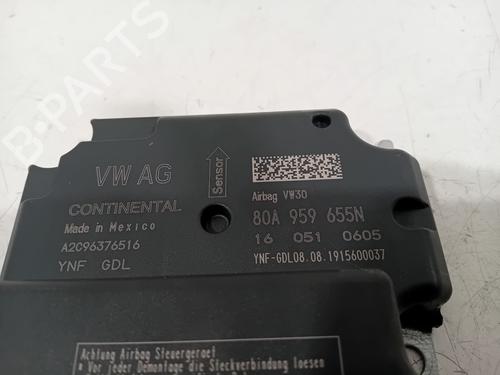 B-PARTS
VW AG
CONTINENTAL
Made in Mexico
A2C96376516
YNF GDL
Sensor
Airbag VW30
80A 959 655N
16 051 0605
YNF-GDL08.08.1915600037
Achtung Airbag Steuergeraet
* Vor jeder Demontage die Steckverbindung loesen